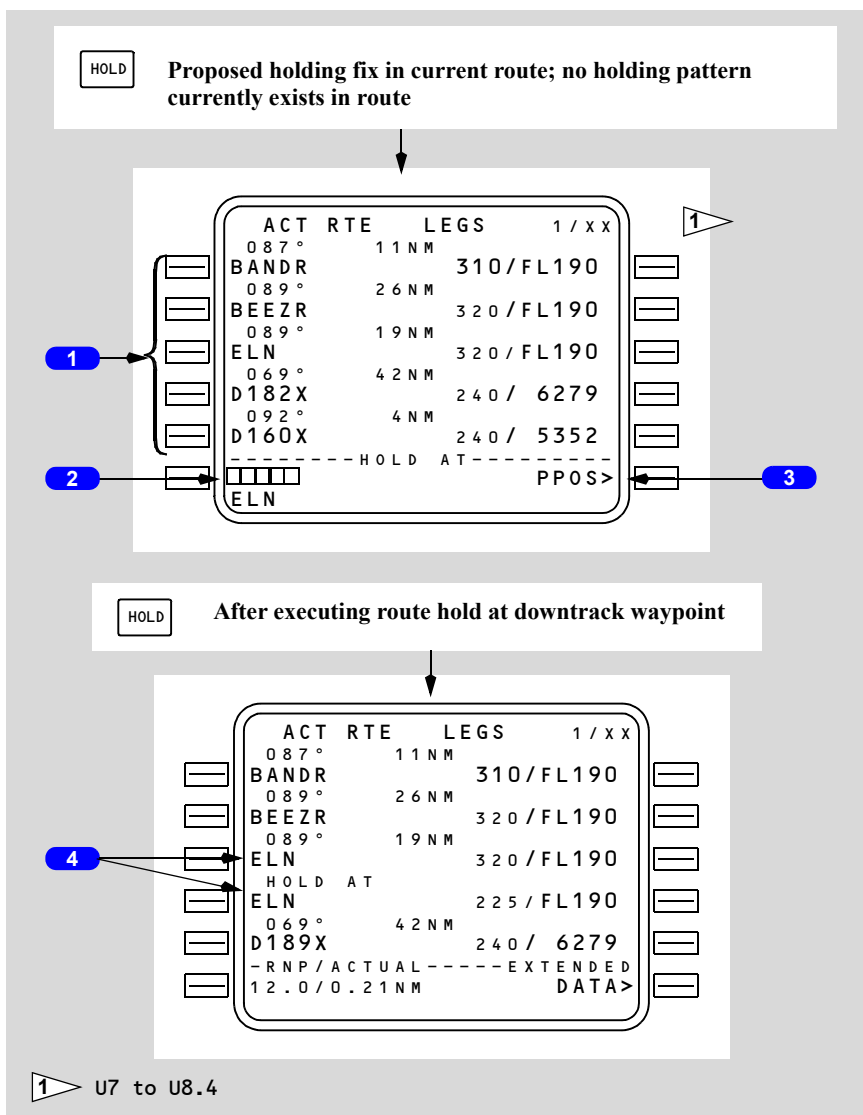 HOLD
Proposed holding fix in current route; no holding pattern
currently exists in route
ACT RTE LEGS 1/XX
1
087° 11NM
BANDR 310/FL190
089° 26NM
BEEZR 320/FL190
089° 19NM
1
ELN 320/FL190
069° 42NM
D182X 240/ 6279
092° 4NM
D160X 240/ 5352
--------HOLD AT---------
2
PPOS>
3
ELN
HOLD
After executing route hold at downtrack waypoint
ACT RTE LEGS 1/XX
087° 11NM
BANDR 310/FL190
089° 26NM
BEEZR 320/FL190
089° 19NM
4
ELN 320/FL190
HOLD AT
ELN 225/FL190
069° 42NM
D189X 240/ 6279
-RNP/ACTUAL-----EXTENDED
12.0/0.21NM DATA>
1 U7 to U8.4